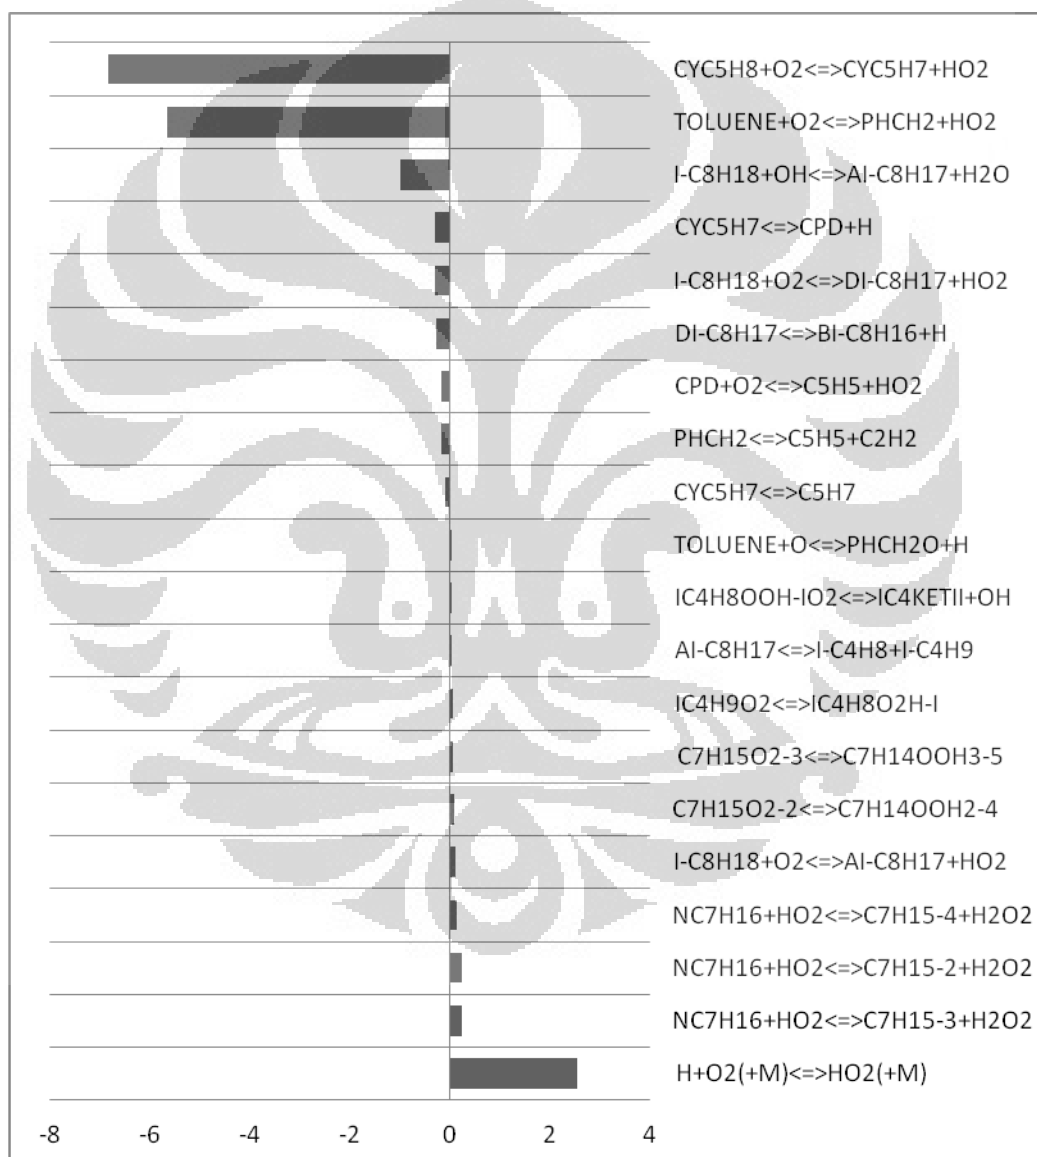 CYC5H8+O2<=>CYC5H7+HO2
TOLUENE+O2<=>PHCH2+HO2
I-C8H18+OH<=>AI-C8H17+H2O
CYC5H7<=>CPD+H
I-C8H18+O2<=>DI-C8H17+HO2
DI-C8H17<=>BI-C8H16+H
CPD+O2<=>C5H5+HO2
PHCH2<=>C5H5+C2H2
CYC5H7<=>C5H7
TOLUENE+O<=>PHCH2O+H
IC4H8OOH-IO2<=>IC4KETII+OH
AI-C8H17<=>I-C4H8+I-C4H9
IC4H9O2<=>IC4H8O2H-I
C7H15O2-3<=>C7H14OOH3-5
C7H15O2-2<=>C7H14OOH2-4
I-C8H18+O2<=>AI-C8H17+HO2
NC7H16+HO2<=>C7H15-4+H2O2
NC7H16+HO2<=>C7H15-2+H2O2
NC7H16+HO2<=>C7H15-3+H2O2
H+O2(+M)<=>HO2(+M)
-8 -6 -4 -2 0 2 4